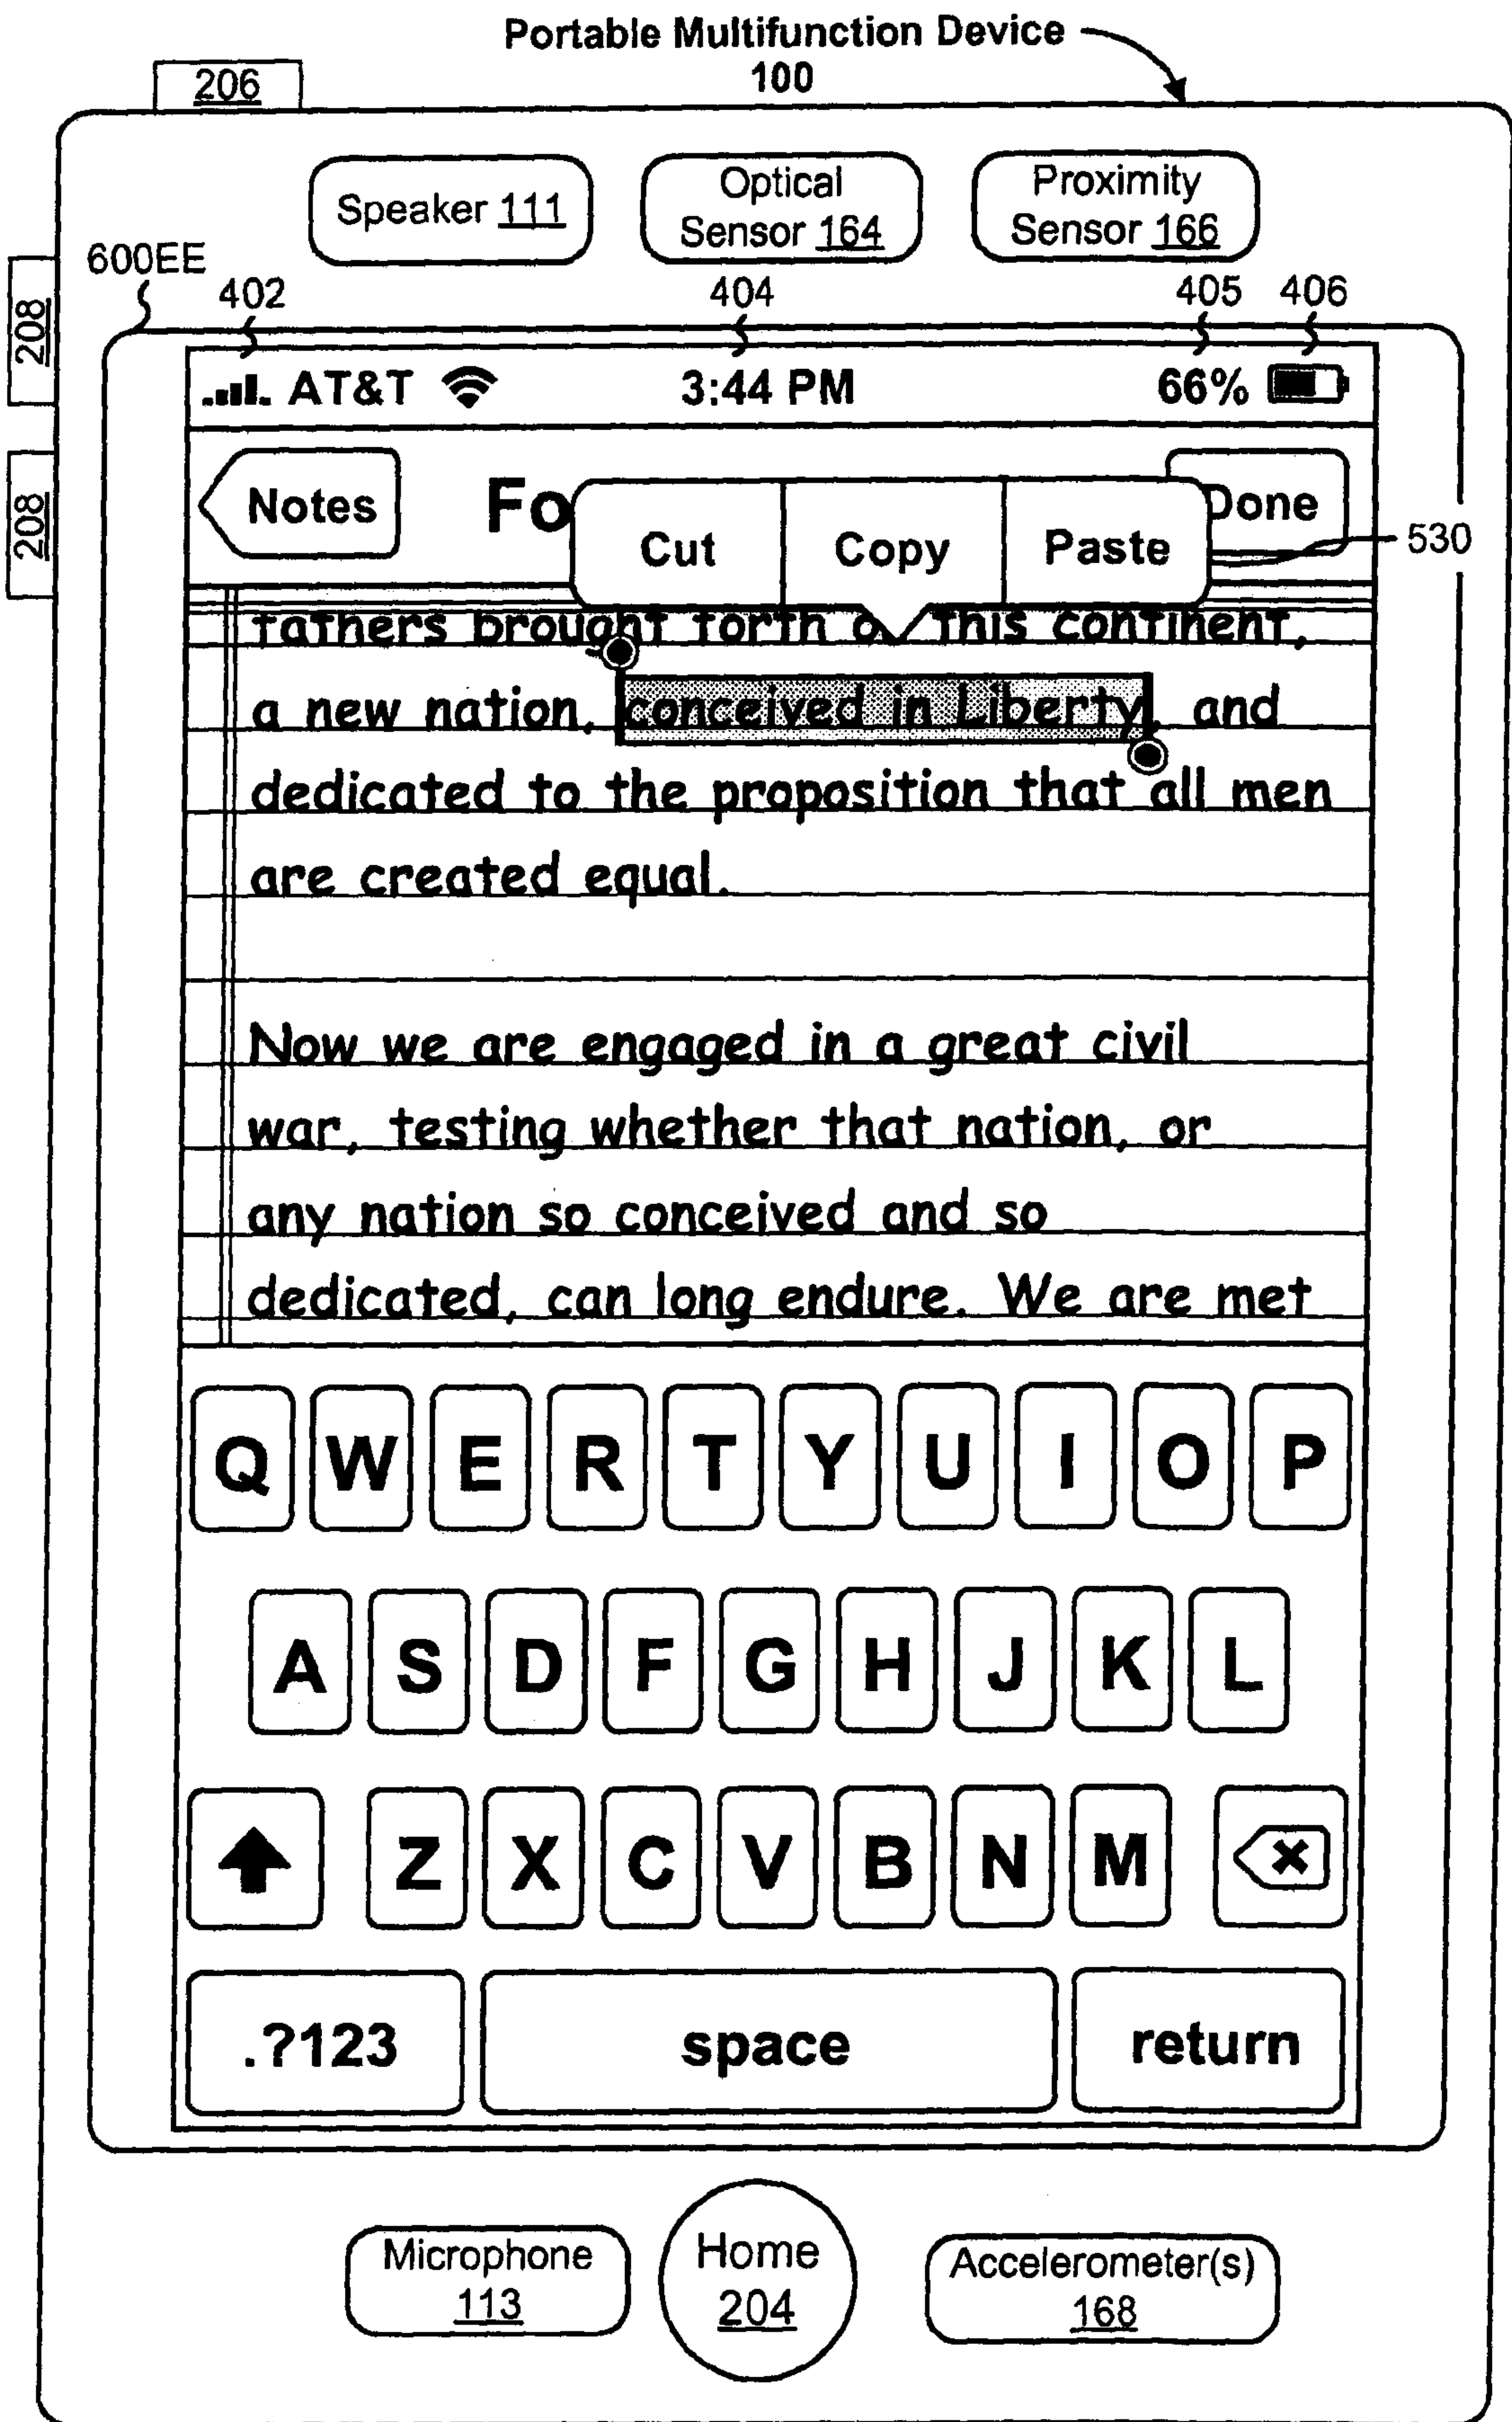 Portable Multifunction Device
100
206
Speaker 111
Optical
Sensor 164
Proximity
Sensor 166
600EE
402
404
405
406
208
208
AT&T
3:44 PM
66%
Notes
Fo
Done
Cut
Copy
Paste
530
fathers brought forth o this continent,
a new nation, conceived in Liberty, and
dedicated to the proposition that all men
are created equal.
Now we are engaged in a great civil
war, testing whether that nation, or
any nation so conceived and so
dedicated, can long endure. We are met
Q W E R T Y U I O P
A S D F G H J K L
Z X C V B N M
.?123
space
return
Microphone
113
Home
204
Accelerometer(s)
168